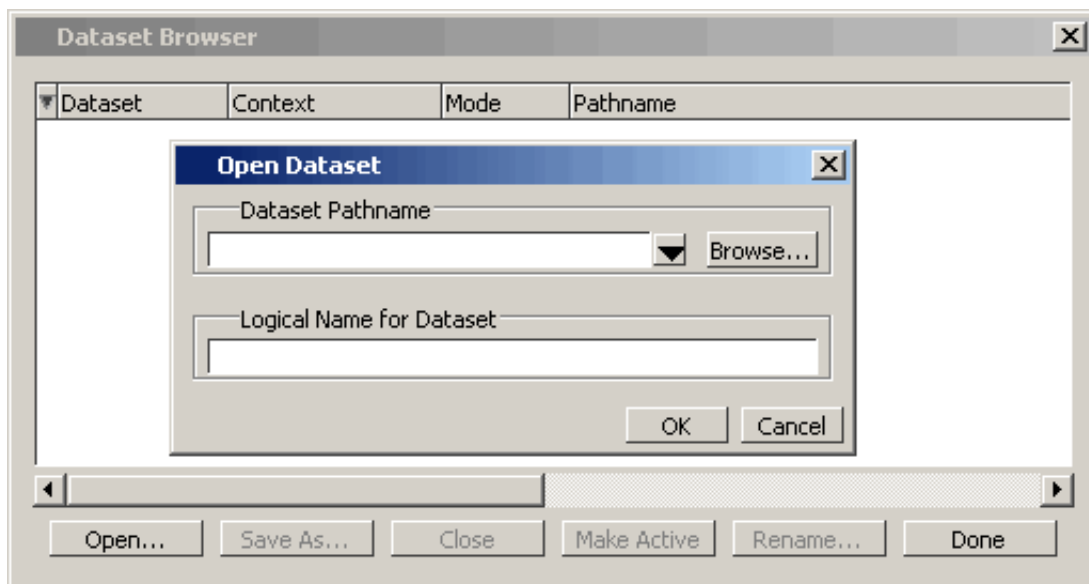 Dataset Browser
Dataset Context Mode Pathname
Open Dataset
Dataset Pathname
Browse...
Logical Name for Dataset
OK Cancel
Open... Save As... Close Make Active Rename... Done